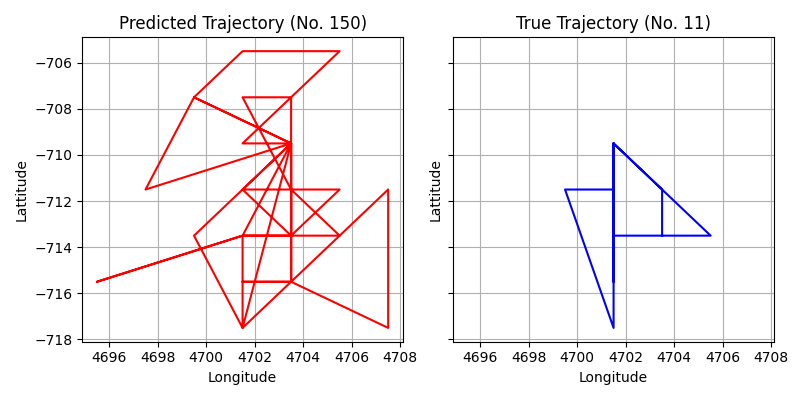 Predicted Trajectory (No. 150)
True Trajectory (No. 11)
−706
−708
−710
−712
−714
−716
−718
Lattitude
Lattitude
4696 4698 4700 4702 4704 4706 4708
4696 4698 4700 4702 4704 4706 4708
Longitude
Longitude